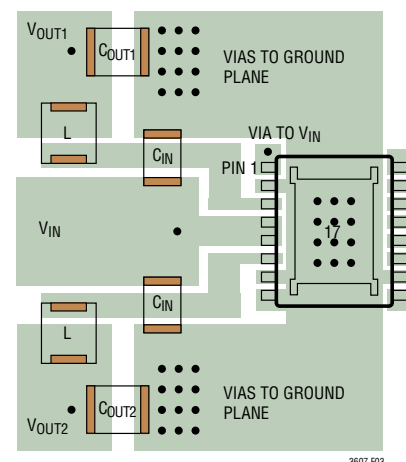 VOUT1
COUT1
VIAS TO GROUND
PLANE
L
CIN
VIA TO VIN
PIN 1
VIN
17
CIN
L
COUT2
VOUT2
VIAS TO GROUND
PLANE
3607 F03